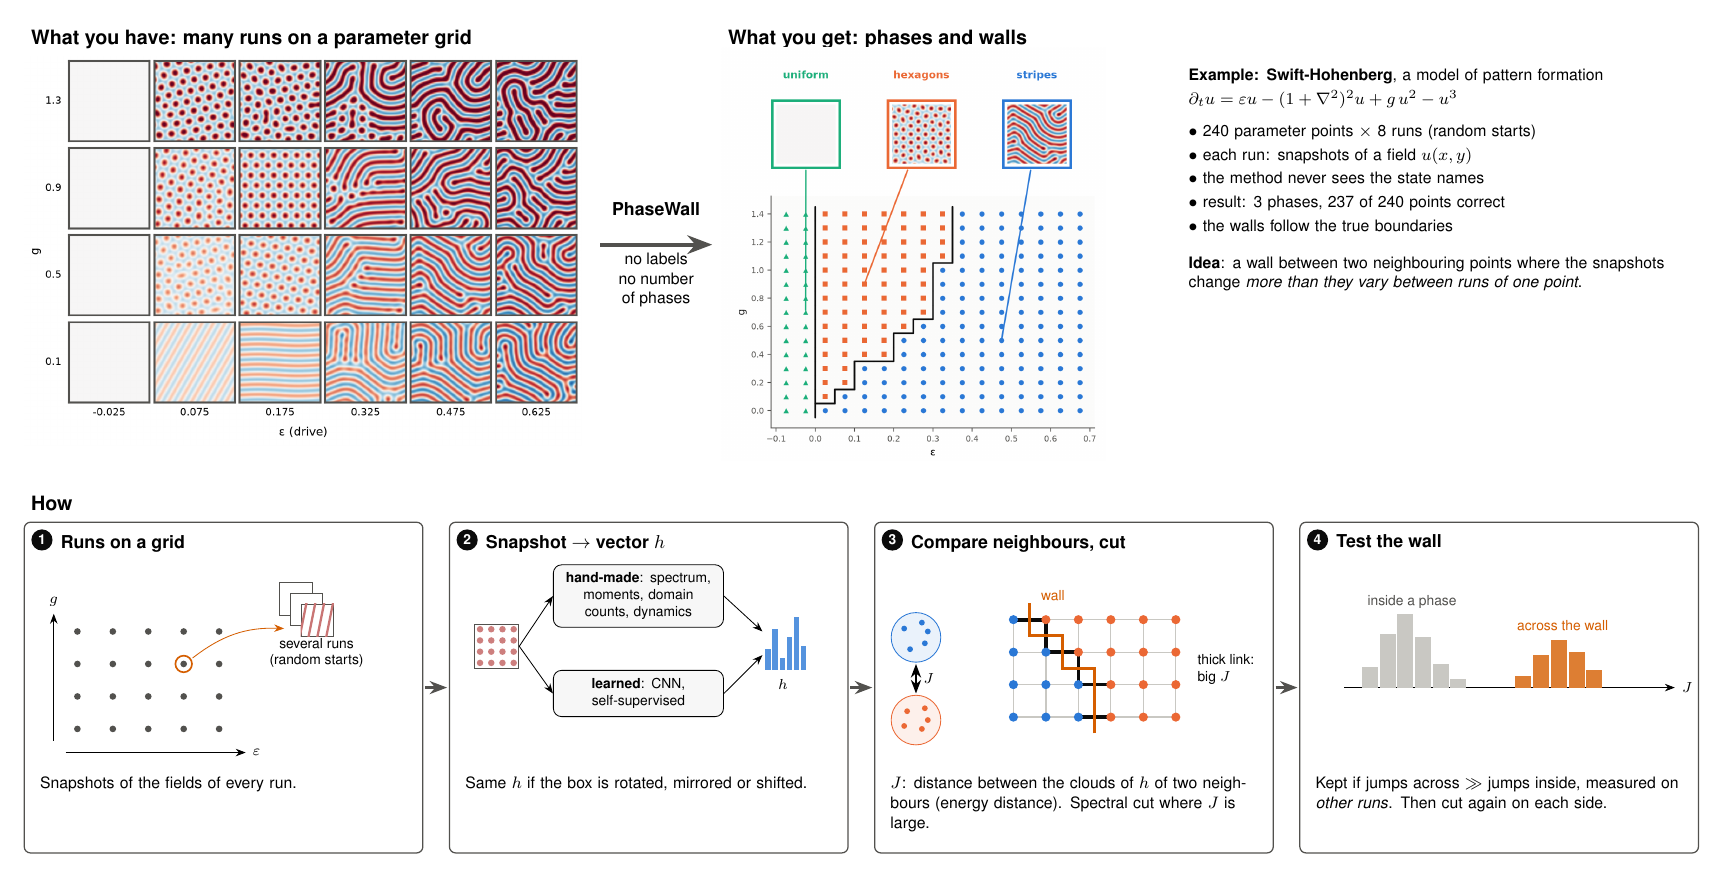 What you have: many runs on a parameter grid
g
1.3
0.9
0.5
0.1
-0.025
0.075
0.175
0.325
0.475
0.625
ε (drive)
PhaseWall
no labels
no number
of phases
What you get: phases and walls
uniform
hexagons
stripes
g
1.4
1.2
1.0
0.8
0.6
0.4
0.2
0.0
−0.1
0.0
0.1
0.2
0.3
0.4
0.5
0.6
0.7
ε
Example: Swift-Hohenberg, a model of pattern formation
∂ₜu = εu − (1 + ∇²)²u + g u² − u³
• 240 parameter points × 8 runs (random starts)
• each run: snapshots of a field u(x, y)
• the method never sees the state names
• result: 3 phases, 237 of 240 points correct
• the walls follow the true boundaries
Idea: a wall between two neighbouring points where the snapshots
change more than they vary between runs of one point.
How
1 Runs on a grid
g
several runs
(random starts)
ε
Snapshots of the fields of every run.
2 Snapshot → vector h
hand-made: spectrum,
moments, domain
counts, dynamics
learned: CNN,
self-supervised
h
Same h if the box is rotated, mirrored or shifted.
3 Compare neighbours, cut
J
wall
thick link:
big J
J: distance between the clouds of h of two neigh-
bours (energy distance). Spectral cut where J is
large.
4 Test the wall
inside a phase
across the wall
J
Kept if jumps across ≫ jumps inside, measured on
other runs. Then cut again on each side.